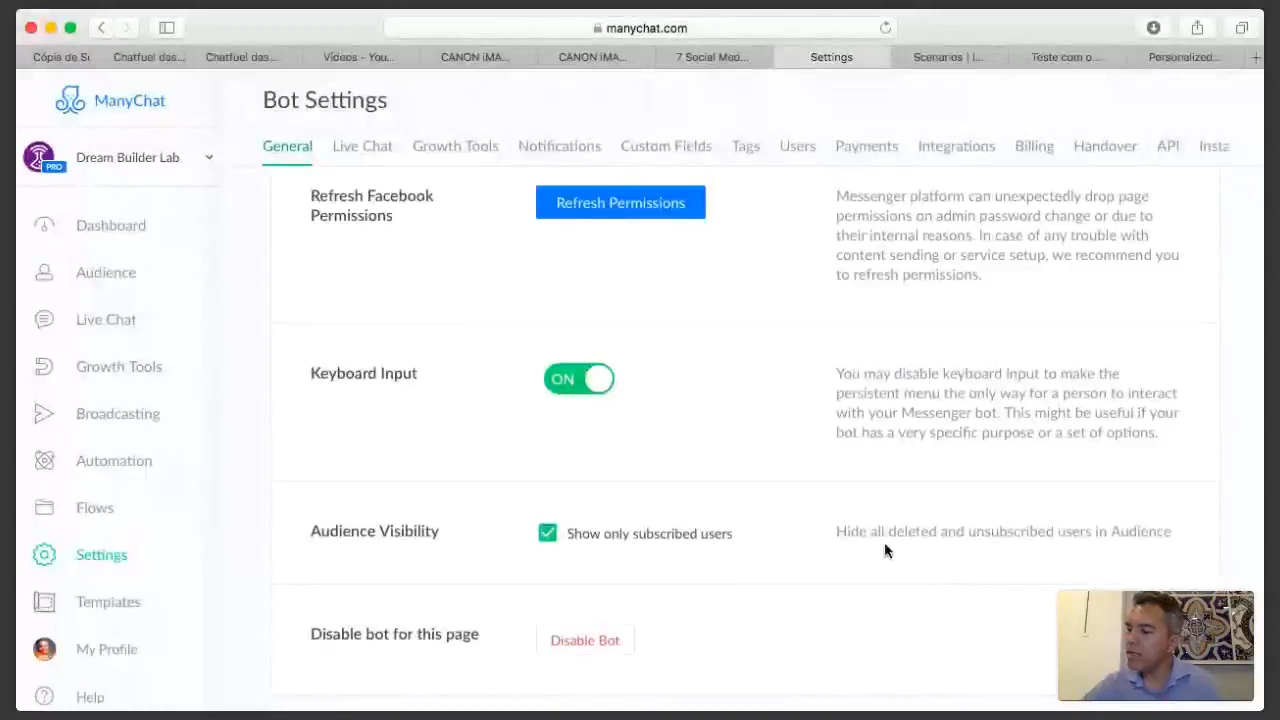 manychat.com
Cópia de Si
Chatfuel das...
Chatfuel das...
Vídeos - You...
CANON iMA...
CANON iMA...
7 Social Med...
Settings
Scenarios | I...
Teste com o...
Personalized...
ManyChat
Bot Settings
PRO
Dream Builder Lab
General
Live Chat
Growth Tools
Notifications
Custom Fields
Tags
Users
Payments
Integrations
Billing
Handover
API
Insta
Dashboard
Audience
Live Chat
Growth Tools
Broadcasting
Automation
Flows
Settings
Templates
My Profile
Help
Refresh Facebook
Permissions
Refresh Permissions
Messenger platform can unexpectedly drop page
permissions on admin password change or due to
their internal reasons. In case of any trouble with
content sending or service setup, we recommend you
to refresh permissions.
Keyboard Input
ON
You may disable keyboard Input to make the
persistent menu the only way for a person to interact
with your Messenger bot. This might be useful if your
bot has a very specific purpose or a set of options.
Audience Visibility
Show only subscribed users
Hide all deleted and unsubscribed users in Audience
Disable bot for this page
Disable Bot